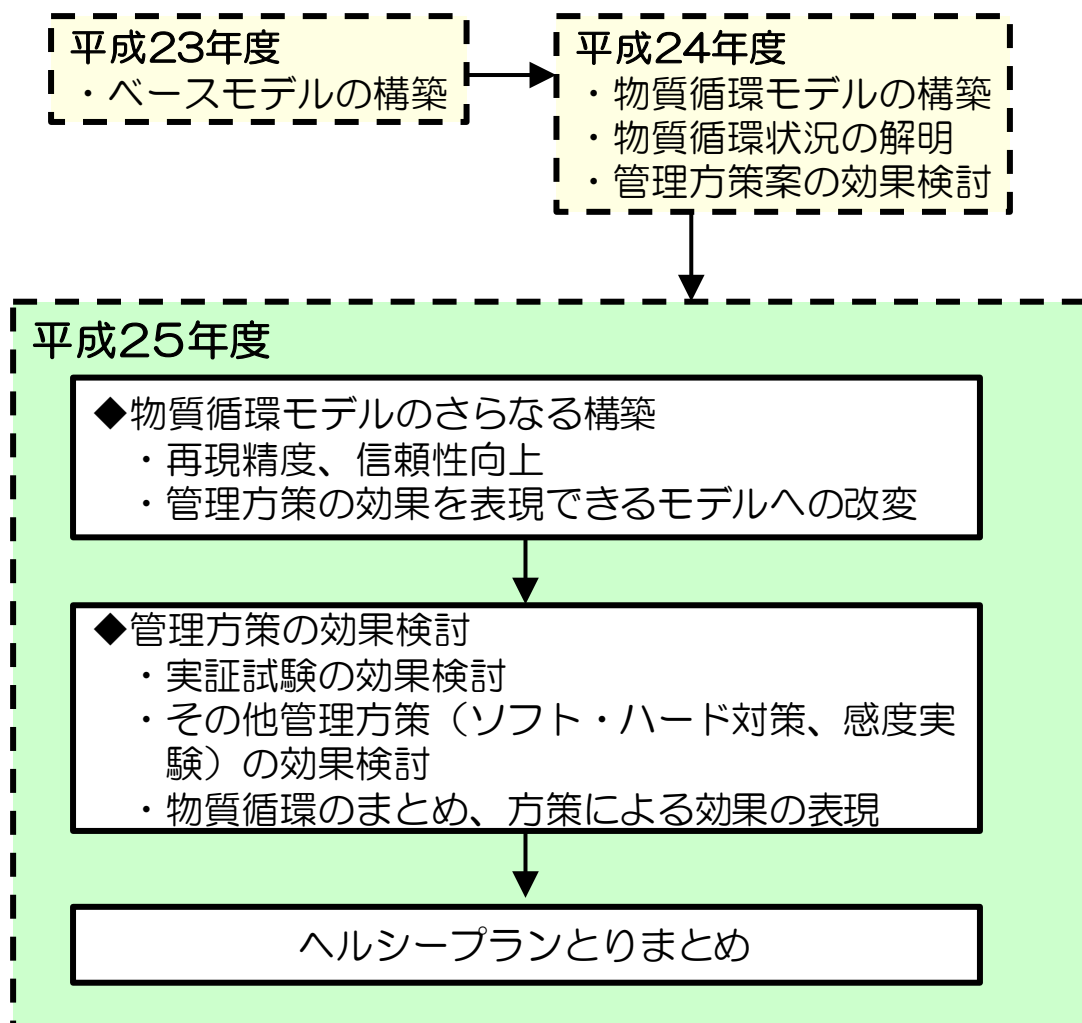 平成23年度
・ベースモデルの構築
平成24年度
・物質循環モデルの構築
・物質循環状況の解明
・管理方策案の効果検討
平成25年度
◆物質循環モデルのさらなる構築
・再現精度、信頼性向上
・管理方策の効果を表現できるモデルへの改変
◆管理方策の効果検討
・実証試験の効果検討
・その他管理方策（ソフト・ハード対策、感度実
験）の効果検討
・物質循環のまとめ、方策による効果の表現
ヘルシープランとりまとめ